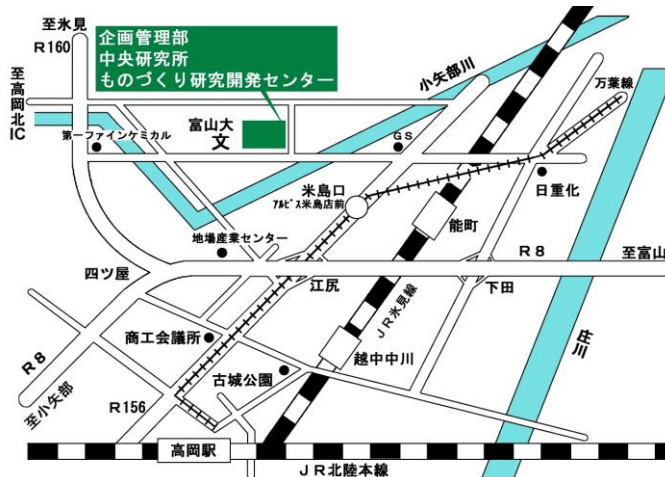 至氷見
R160
企画管理部
中央研究所
ものづくり研究開発センター
至高岡北IC
小矢部川
万葉線
第一ファインケミカル
富山大
文
GS
米島口
アルビス米島店前
日重化
能町
地場産業センター
R8
至富山
四ツ屋
江尻
下田
JR氷見線
庄川
商工会議所
越中中川
R8
古城公園
至小矢部
R156
高岡駅
JR北陸本線